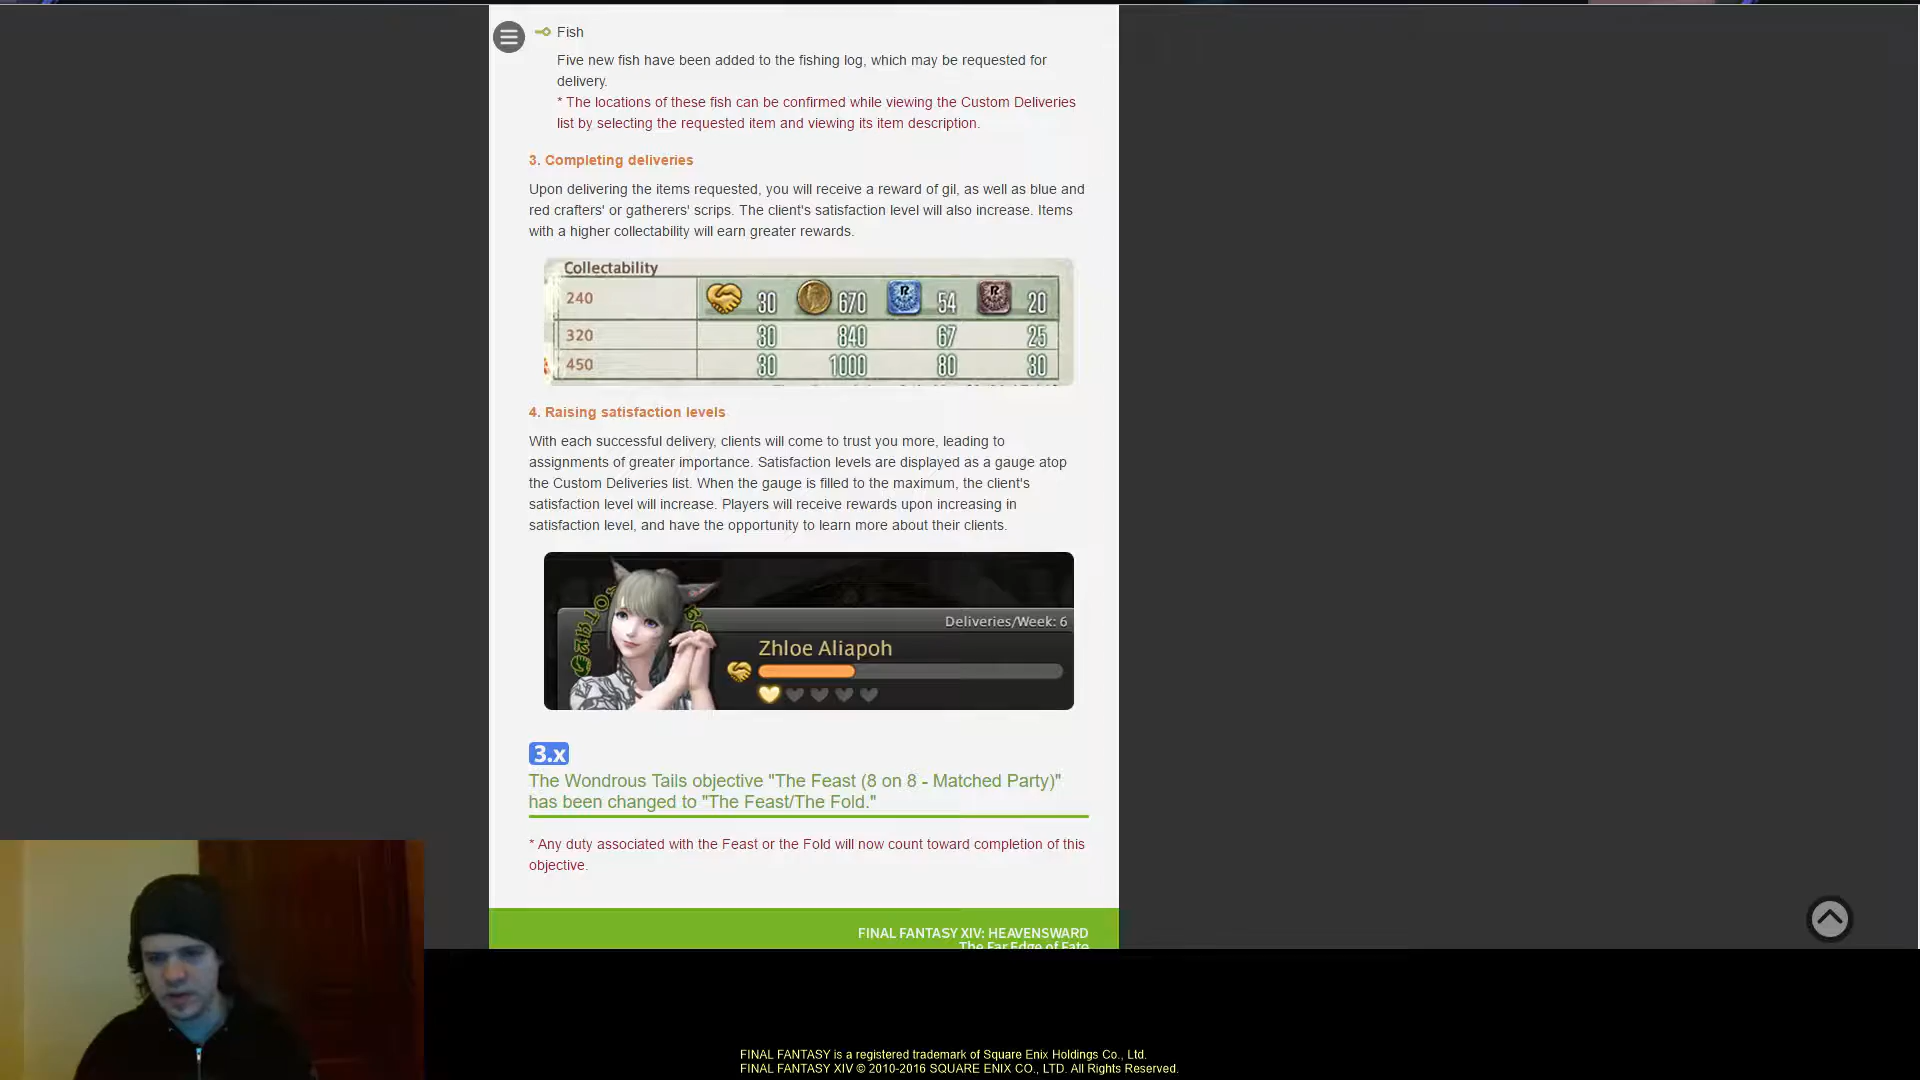 Fish
Five new fish have been added to the fishing log, which may be requested for
delivery.
* The locations of these fish can be confirmed while viewing the Custom Deliveries
list by selecting the requested item and viewing its item description.
3. Completing deliveries
Upon delivering the items requested, you will receive a reward of gil, as well as blue and
red crafters' or gatherers' scrips. The client's satisfaction level will also increase. Items
with a higher collectability will earn greater rewards.
Collectability
240 30 670 54 20
320 30 840 67 25
450 30 1000 80 30
4. Raising satisfaction levels
With each successful delivery, clients will come to trust you more, leading to
assignments of greater importance. Satisfaction levels are displayed as a gauge atop
the Custom Deliveries list. When the gauge is filled to the maximum, the client's
satisfaction level will increase. Players will receive rewards upon increasing in
satisfaction level, and have the opportunity to learn more about their clients.
Deliveries/Week: 6
Zhloe Aliapoh
3.x
The Wondrous Tails objective "The Feast (8 on 8 - Matched Party)"
has been changed to "The Feast/The Fold."
* Any duty associated with the Feast or the Fold will now count toward completion of this
objective.
FINAL FANTASY XIV: HEAVENSWARD
The Far Edge of Fate
FINAL FANTASY is a registered trademark of Square Enix Holdings Co., Ltd.
FINAL FANTASY XIV © 2010-2016 SQUARE ENIX CO., LTD. All Rights Reserved.